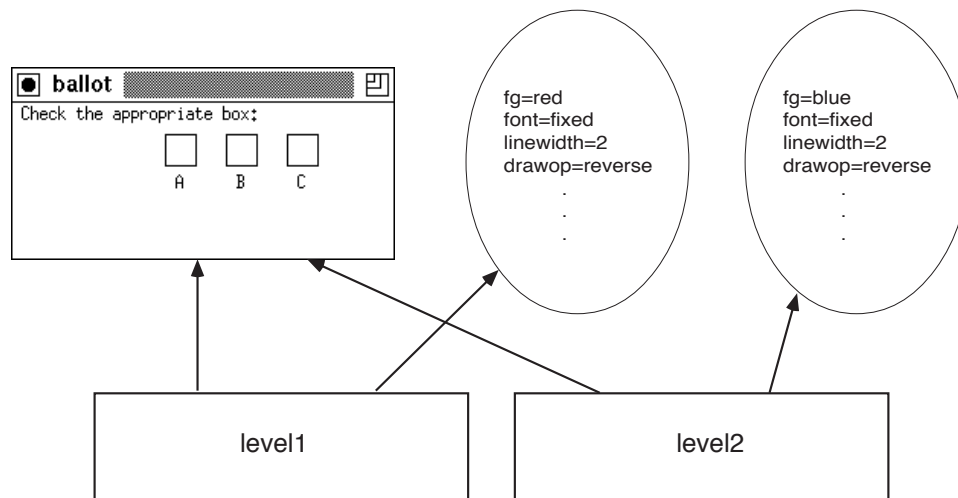 ballot
Check the appropriate box:
A B C
fg=red
font=fixed
linewidth=2
drawop=reverse
.
.
.
fg=blue
font=fixed
linewidth=2
drawop=reverse
.
.
.
level1
level2